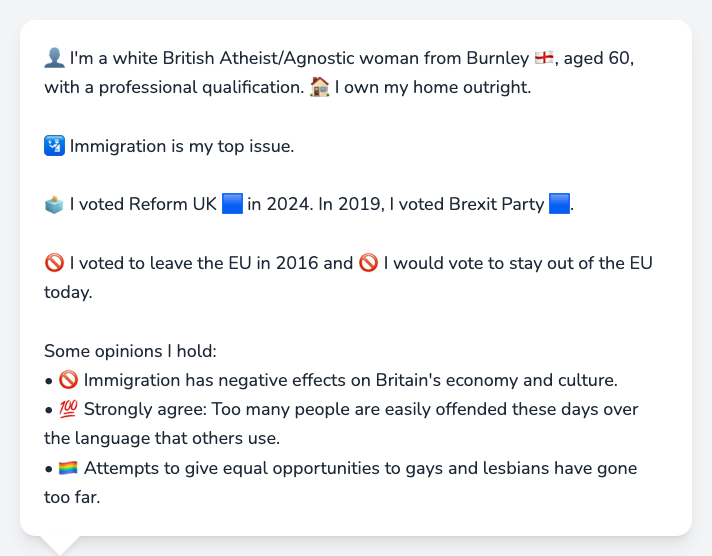 👤 I'm a white British Atheist/Agnostic woman from Burnley 🏴󠁧󠁢󠁥󠁮󠁧󠁿, aged 60,
with a professional qualification. 🏠 I own my home outright.
🛂 Immigration is my top issue.
🗳️ I voted Reform UK 🟦 in 2024. In 2019, I voted Brexit Party 🟦.
🚫 I voted to leave the EU in 2016 and 🚫 I would vote to stay out of the EU
today.
Some opinions I hold:
• 🚫 Immigration has negative effects on Britain's economy and culture.
• 💯 Strongly agree: Too many people are easily offended these days over
the language that others use.
• 🏳️‍🌈 Attempts to give equal opportunities to gays and lesbians have gone
too far.